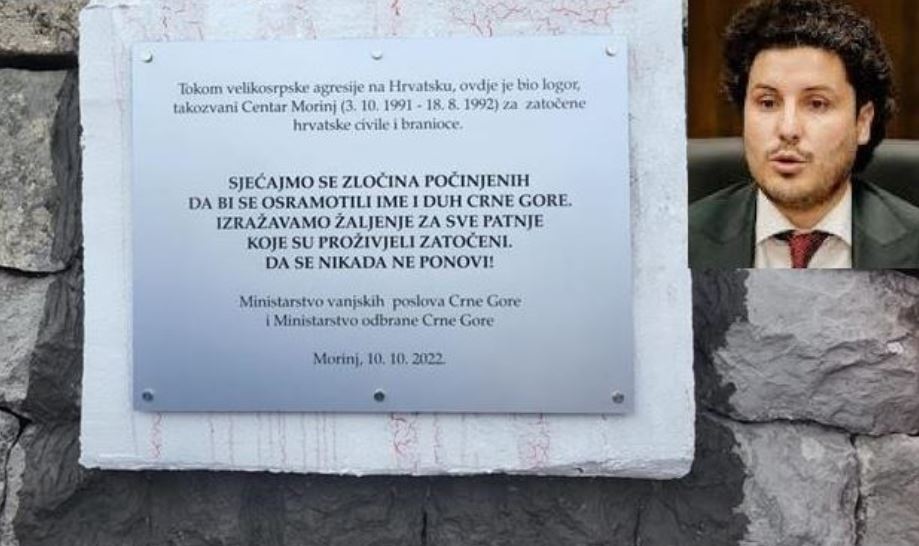 Tokom velikosrpske agresije na Hrvatsku, ovdje je bio logor,
takozvani Centar Morinj (3. 10. 1991 - 18. 8. 1992) za zatočene
hrvatske civile i branioce.
SJEĆAJMO SE ZLOČINA POČINJENIH
DA BI SE OSRAMOTILI IME I DUH CRNE GORE.
IZRAŽAVAMO ŽALJENJE ZA SVE PATNJE
KOJE SU PROŽIVJELI ZATOČENI.
DA SE NIKADA NE PONOVI!
Ministarstvo vanjskih poslova Crne Gore
i Ministarstvo odbrane Crne Gore
Morinj, 10. 10. 2022.